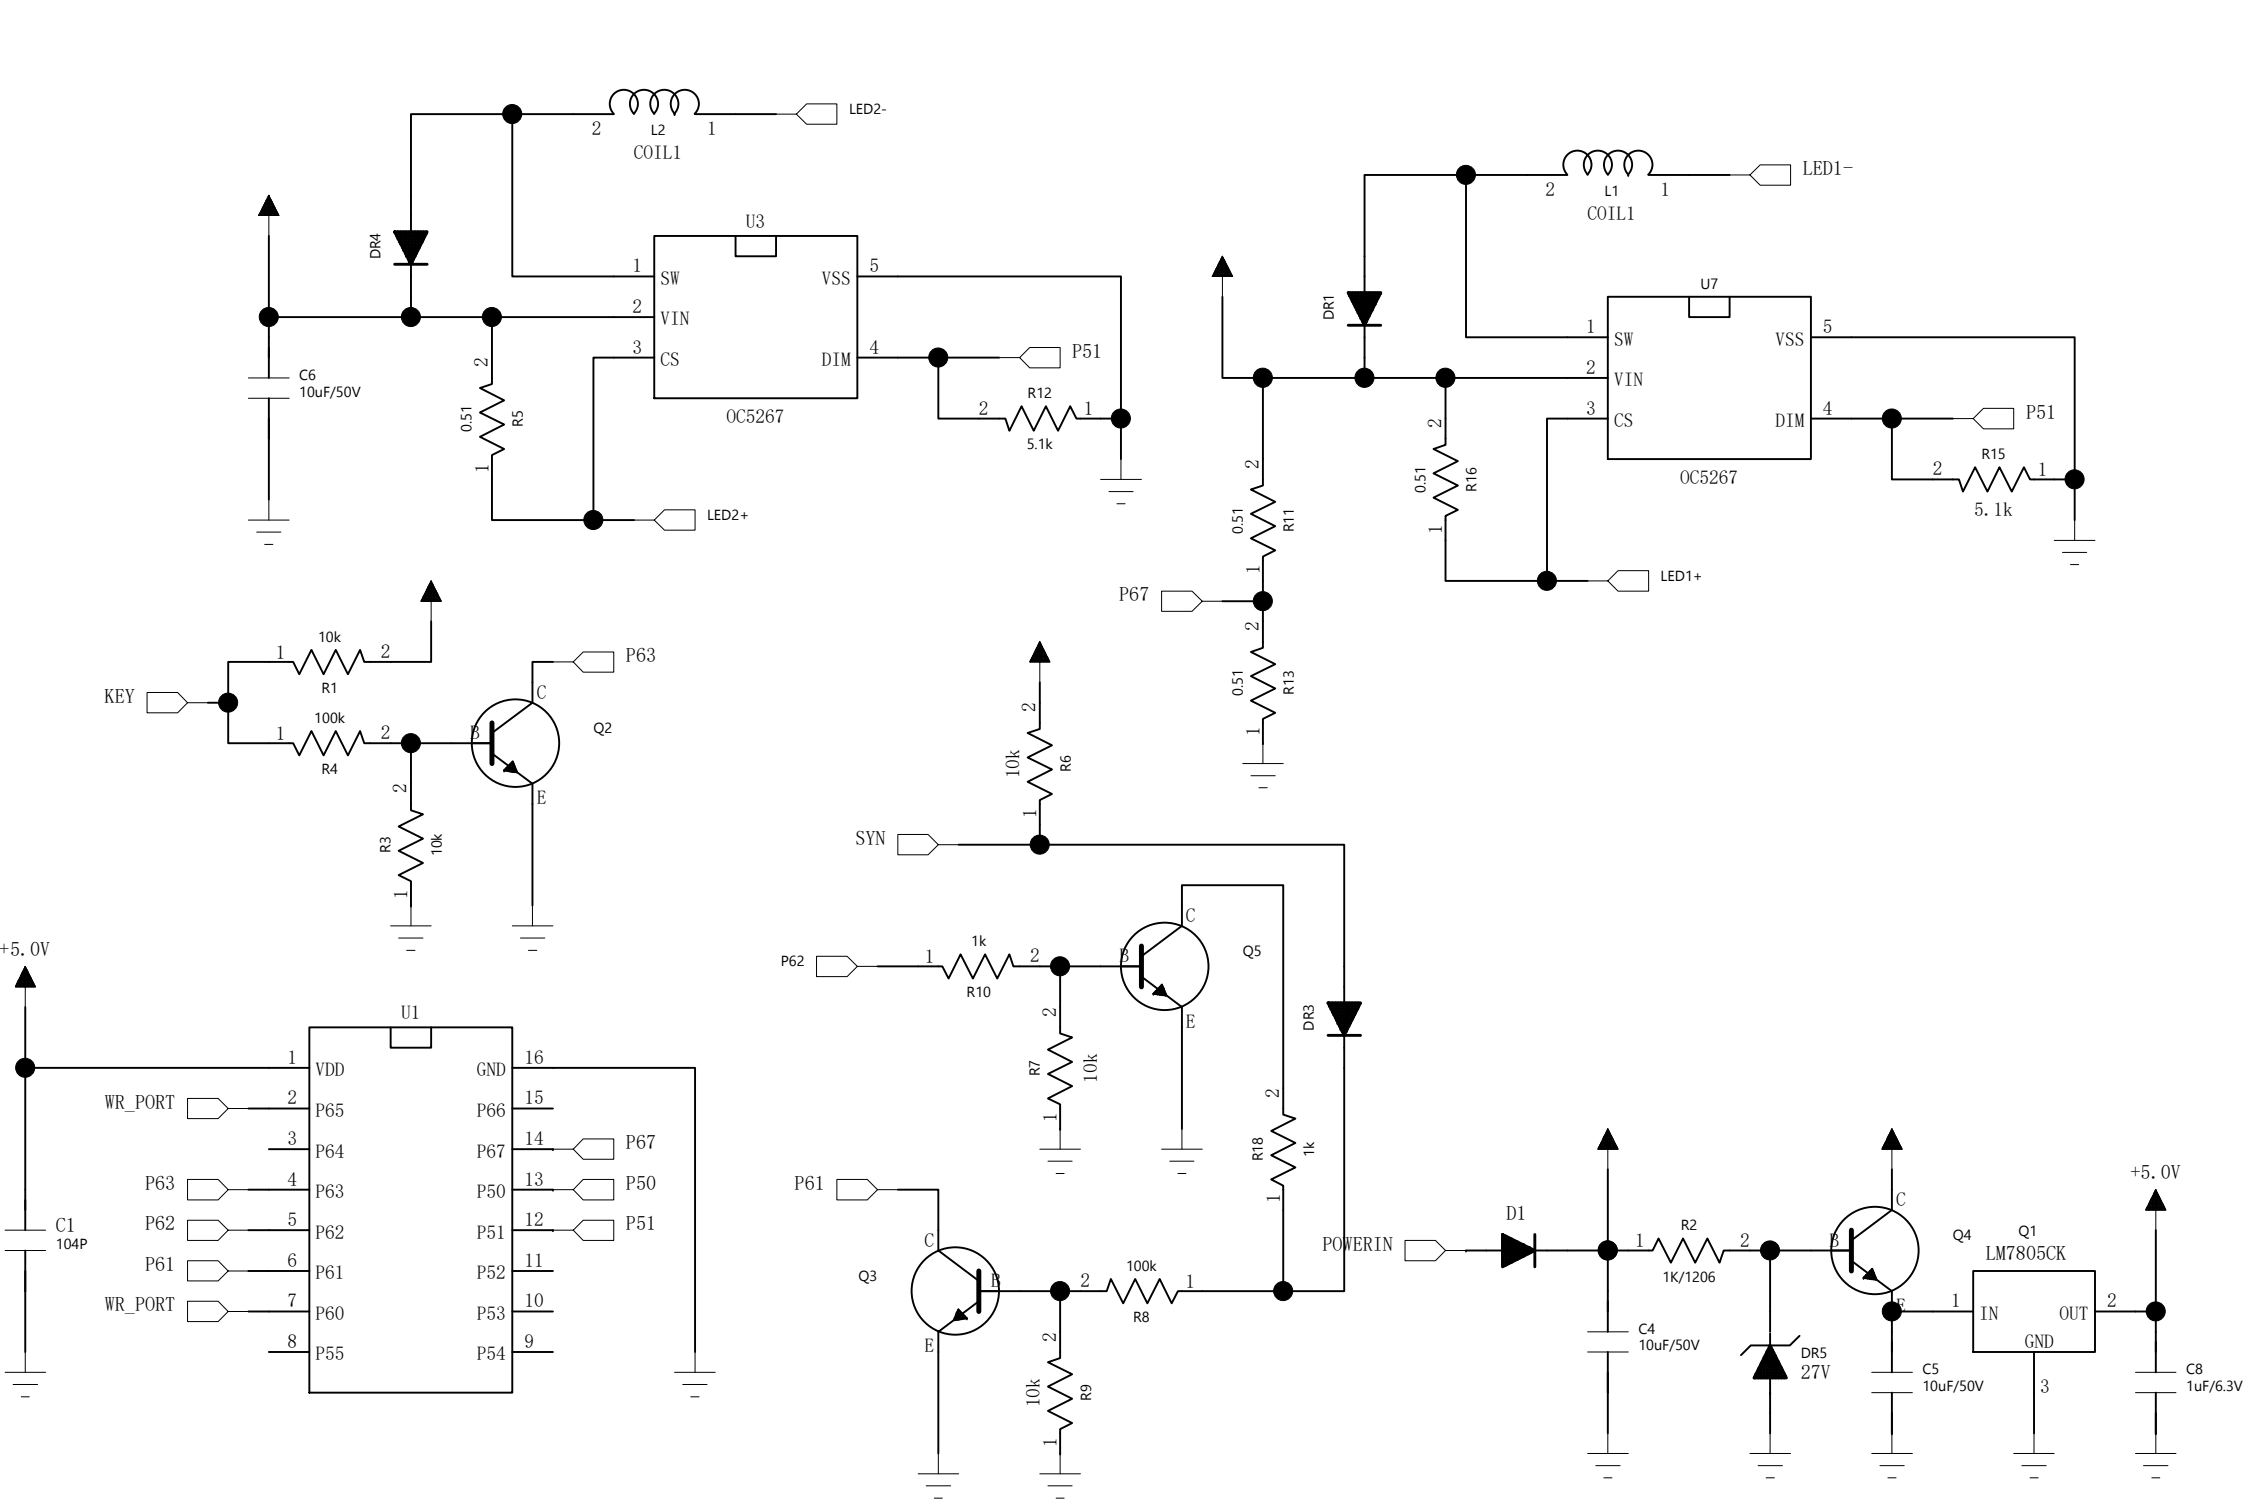 LED2-
2
L2
1
COIL1
DR4
U3
1
SW
2
VIN
3
CS
VSS
5
DIM
4
P51
OC5267
C6
10uF/50V
2
0.51
R5
1
R12
2
1
5.1k
LED2+
LED1-
2
L1
1
COIL1
DR1
U7
1
SW
2
VIN
3
CS
VSS
5
DIM
4
P51
OC5267
2
0.51
R16
1
R15
2
1
5.1k
LED1+
2
0.51
R11
1
P67
2
0.51
R13
1
10k
1
2
R1
KEY
100k
1
2
R4
P63
C
B
Q2
E
2
R3
10k
1
2
10k
R6
1
SYN
P62
1k
1
2
R10
C
B
Q5
E
2
R7
10k
1
DR3
2
R18
1k
1
P61
C
Q3
B
E
100k
2
1
R8
2
10k
R9
1
+5.0V
U1
1
VDD
GND
16
WR_PORT
2
P65
P66
15
3
P64
P67
14
P67
P63
4
P63
P50
13
P50
P62
5
P62
P51
12
P51
P61
6
P61
P52
11
WR_PORT
7
P60
P53
10
8
P55
P54
9
C1
104P
POWERIN
D1
R2
1
2
1K/1206
C4
10uF/50V
DR5
27V
C
B
Q4
E
C5
10uF/50V
Q1
LM7805CK
1
IN
OUT
2
GND
3
+5.0V
C8
1uF/6.3V